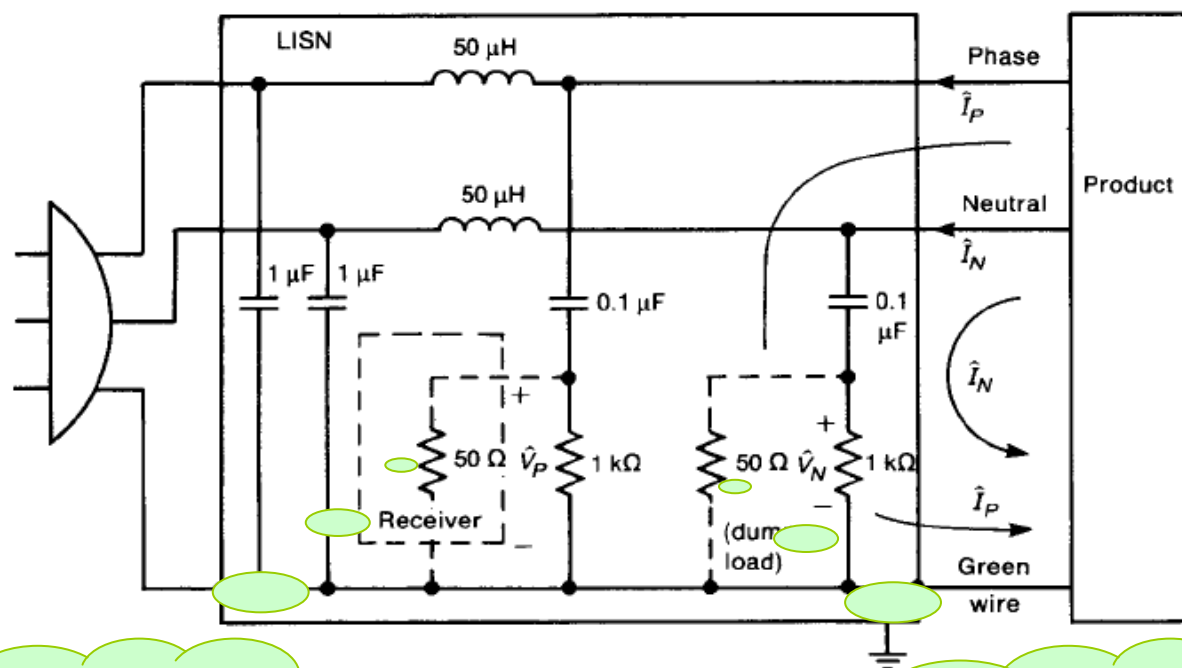 LISN
50 μH
Phase
Î_P
Product
50 μH
Neutral
Î_N
1 μF
1 μF
0.1 μF
0.1
μF
Î_N
+
+
50 Ω
V̂_P
1 kΩ
50 Ω
V̂_N
1 kΩ
Î_P
Receiver
−
−
load)
Green
wire